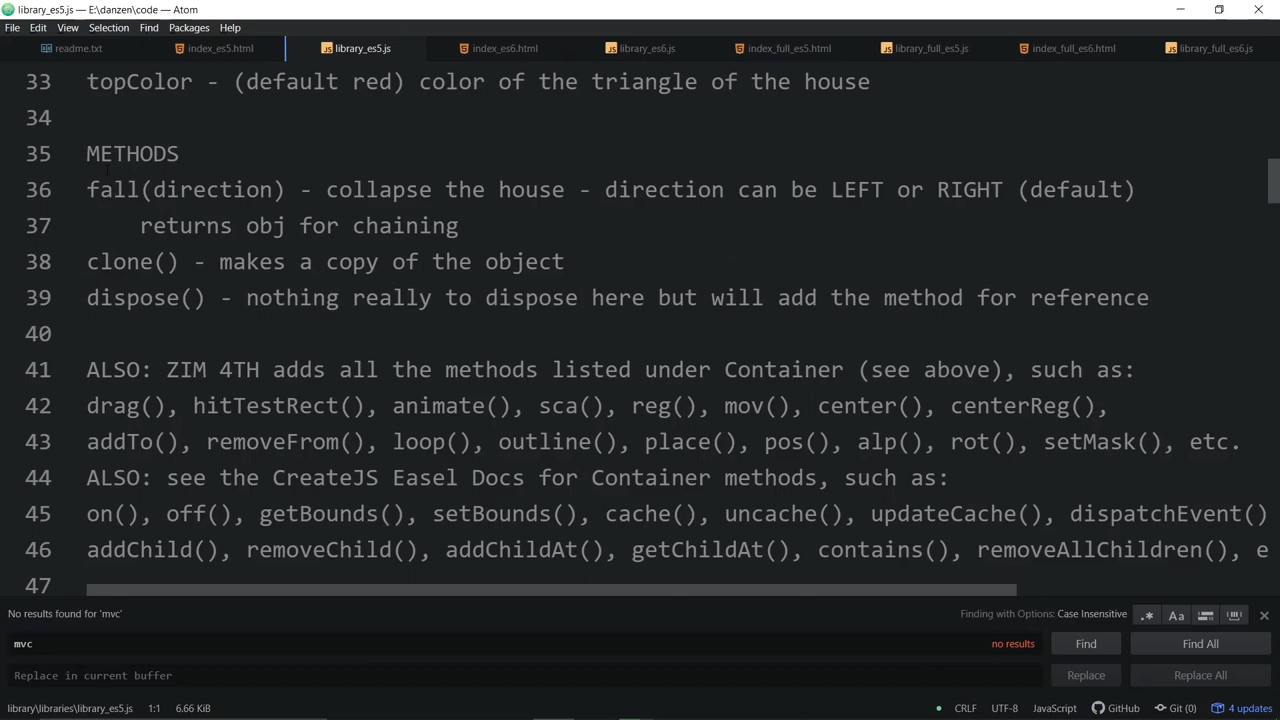 library_es5.js — E:\danzen\code — Atom
File Edit View Selection Find Packages Help
readme.txt index_es5.html library_es5.js index_es6.html library_es6.js index_full_es5.html library_full_es5.js index_full_es6.html library_full_es6.js
33 topColor - (default red) color of the triangle of the house
34
35 METHODS
36 fall(direction) - collapse the house - direction can be LEFT or RIGHT (default)
37 returns obj for chaining
38 clone() - makes a copy of the object
39 dispose() - nothing really to dispose here but will add the method for reference
40
41 ALSO: ZIM 4TH adds all the methods listed under Container (see above), such as:
42 drag(), hitTestRect(), animate(), sca(), reg(), mov(), center(), centerReg(),
43 addTo(), removeFrom(), loop(), outline(), place(), pos(), alp(), rot(), setMask(), etc.
44 ALSO: see the CreateJS Easel Docs for Container methods, such as:
45 on(), off(), getBounds(), setBounds(), cache(), uncache(), updateCache(), dispatchEvent()
46 addChild(), removeChild(), addChildAt(), getChildAt(), contains(), removeAllChildren(), e
47
No results found for 'mvc' Finding with Options: Case Insensitive .* Aa
mvc no results Find Find All
Replace in current buffer Replace Replace All
library\libraries\library_es5.js 1:1 6.66 KiB CRLF UTF-8 JavaScript GitHub Git (0) 4 updates